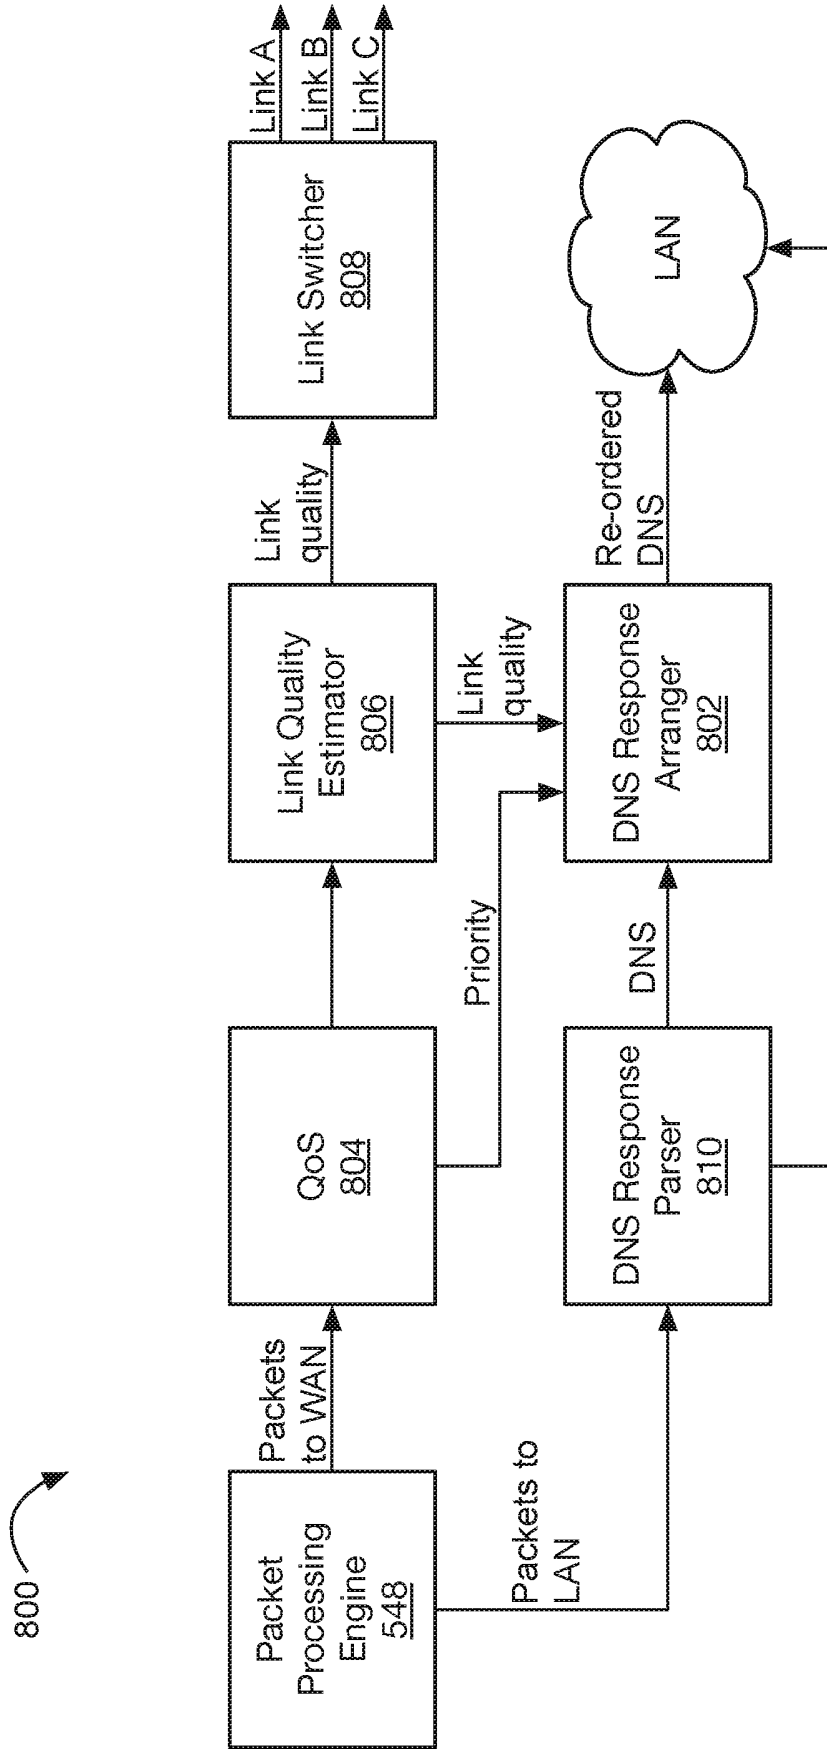 800
Packet
Processing
Engine
548
Packets
to WAN
QoS
804
Link Quality
Estimator
806
Link
quality
Link Switcher
808
Link A
Link B
Link C
Packets to
LAN
Priority
Link
quality
DNS Response
Parser
810
DNS
DNS Response
Arranger
802
Re-ordered
DNS
LAN